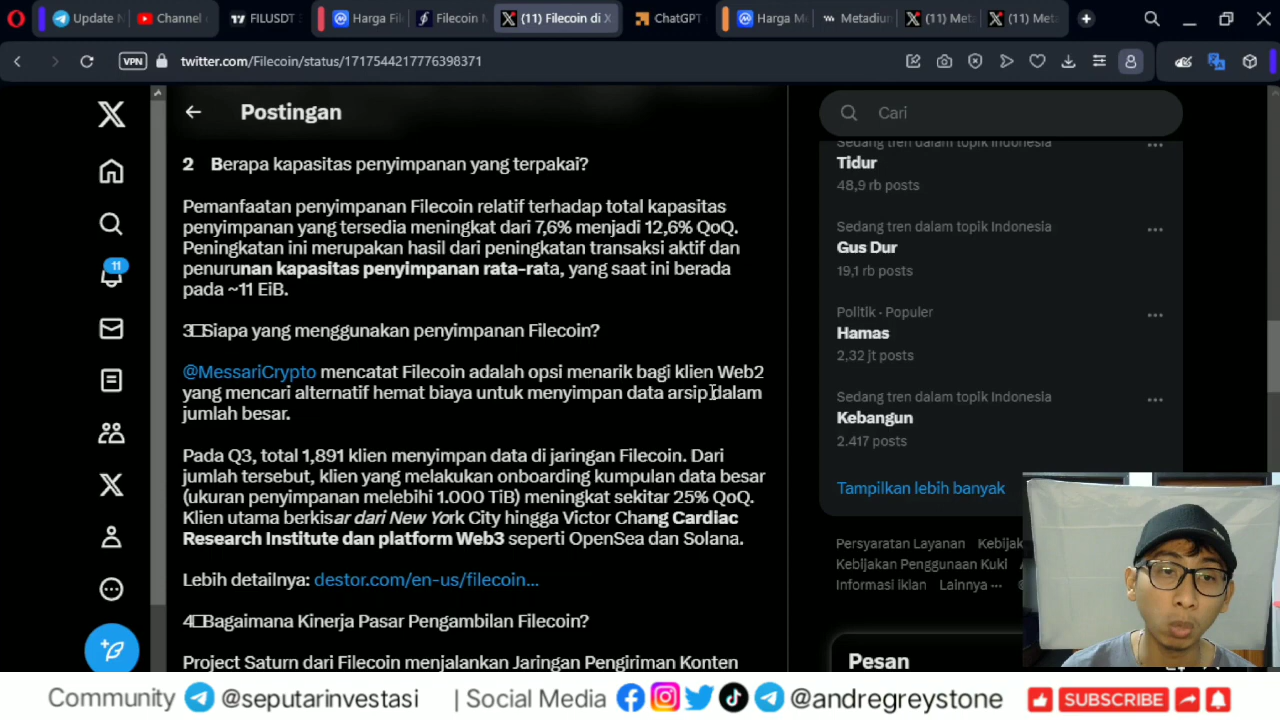 Update N
Channel
FILUSDT
Harga Fil
Filecoin M
(11) Filecoin di X
ChatGPT
Harga Me
Metadiun
(11) Meta
(11) Meta
VPN
twitter.com/Filecoin/status/1717544217776398371
Postingan
2 Berapa kapasitas penyimpanan yang terpakai?
Pemanfaatan penyimpanan Filecoin relatif terhadap total kapasitas
penyimpanan yang tersedia meningkat dari 7,6% menjadi 12,6% QoQ.
Peningkatan ini merupakan hasil dari peningkatan transaksi aktif dan
penurunan kapasitas penyimpanan rata-rata, yang saat ini berada
pada ~11 EiB.
3 Siapa yang menggunakan penyimpanan Filecoin?
@MessariCrypto mencatat Filecoin adalah opsi menarik bagi klien Web2
yang mencari alternatif hemat biaya untuk menyimpan data arsip dalam
jumlah besar.
Pada Q3, total 1,891 klien menyimpan data di jaringan Filecoin. Dari
jumlah tersebut, klien yang melakukan onboarding kumpulan data besar
(ukuran penyimpanan melebihi 1.000 TiB) meningkat sekitar 25% QoQ.
Klien utama berkisar dari New York City hingga Victor Chang Cardiac
Research Institute dan platform Web3 seperti OpenSea dan Solana.
Lebih detailnya: destor.com/en-us/filecoin...
4 Bagaimana Kinerja Pasar Pengambilan Filecoin?
Project Saturn dari Filecoin menjalankan Jaringan Pengiriman Konten
11
Cari
Sedang tren dalam topik Indonesia
Tidur
48,9 rb posts
Sedang tren dalam topik Indonesia
Gus Dur
19,1 rb posts
Politik · Populer
Hamas
2,32 jt posts
Sedang tren dalam topik Indonesia
Kebangun
2.417 posts
Tampilkan lebih banyak
Persyaratan Layanan Kebijak
Kebijakan Penggunaan Kuki
Informasi iklan Lainnya ···
Pesan
Community @seputarinvestasi | Social Media @andregreystone SUBSCRIBE